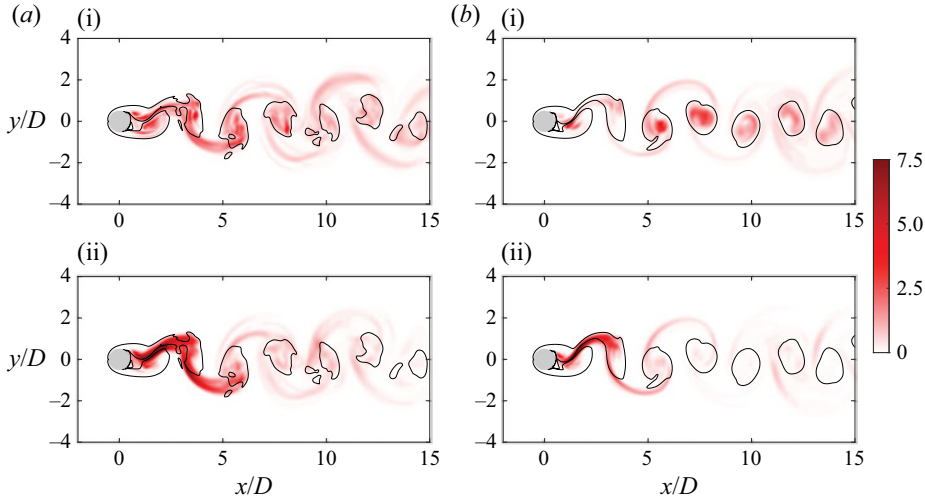 (a) (i) (b) (i)
4 4
2 2
y/D 0 0
–2 –2
–4 –4
0 5 10 15 0 5 10 15
7.5
5.0
2.5
0
(ii) (ii)
4 4
2 2
y/D 0 0
–2 –2
–4 –4
0 5 10 15 0 5 10 15
x/D x/D